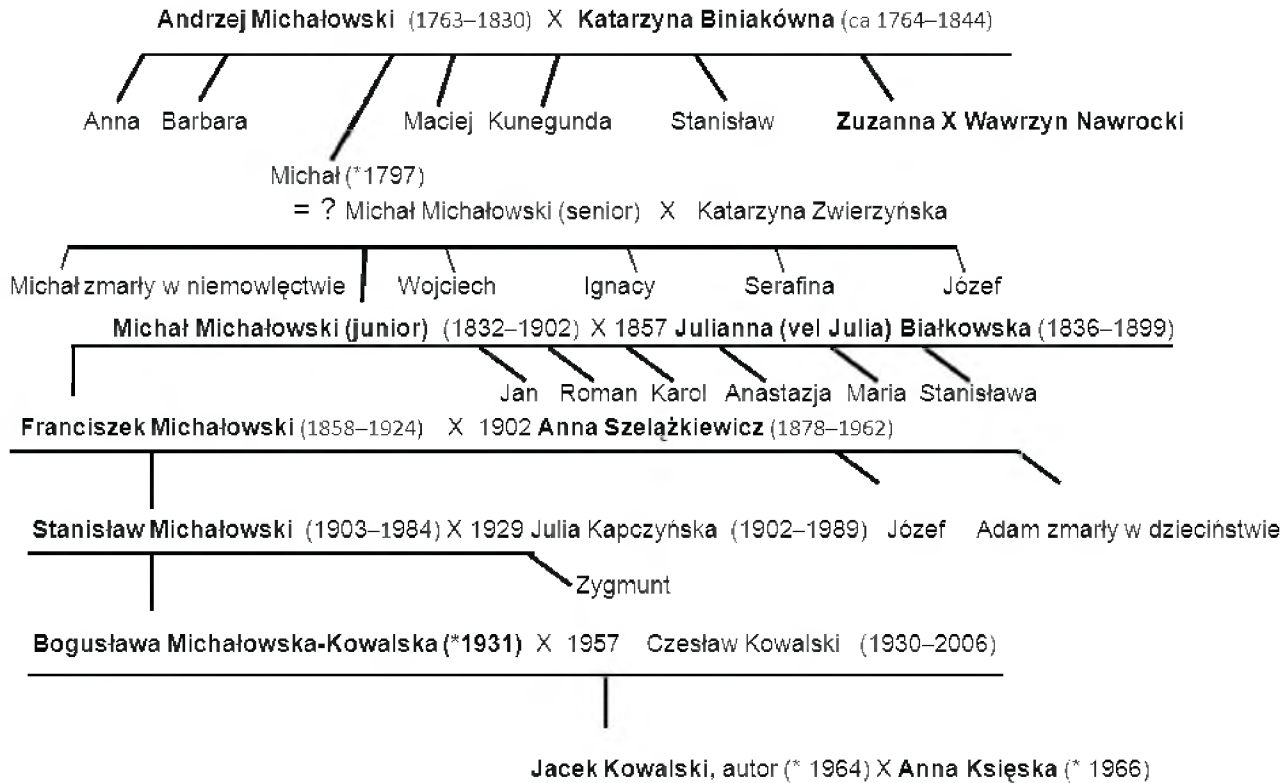 Andrzej Michałowski (1763–1830) X Katarzyna Biniakówna (ca 1764–1844)
Anna Barbara Maciej Kunegunda Stanisław Zuzanna X Wawrzyn Nawrocki
Michał (*1797)
= ? Michał Michałowski (senior) X Katarzyna Zwierzyńska
Michał zmarły w niemowlęctwie Wojciech Ignacy Serafina Józef
Michał Michałowski (junior) (1832–1902) X 1857 Julianna (vel Julia) Białkowska (1836–1899)
Jan Roman Karol Anastazja Maria Stanisława
Franciszek Michałowski (1858–1924) X 1902 Anna Szelążkiewicz (1878–1962)
Stanisław Michałowski (1903–1984) X 1929 Julia Kapczyńska (1902–1989) Józef Adam zmarły w dzieciństwie
Zygmunt
Bogusława Michałowska-Kowalska (*1931) X 1957 Czesław Kowalski (1930–2006)
Jacek Kowalski, autor (* 1964) X Anna Księska (* 1966)